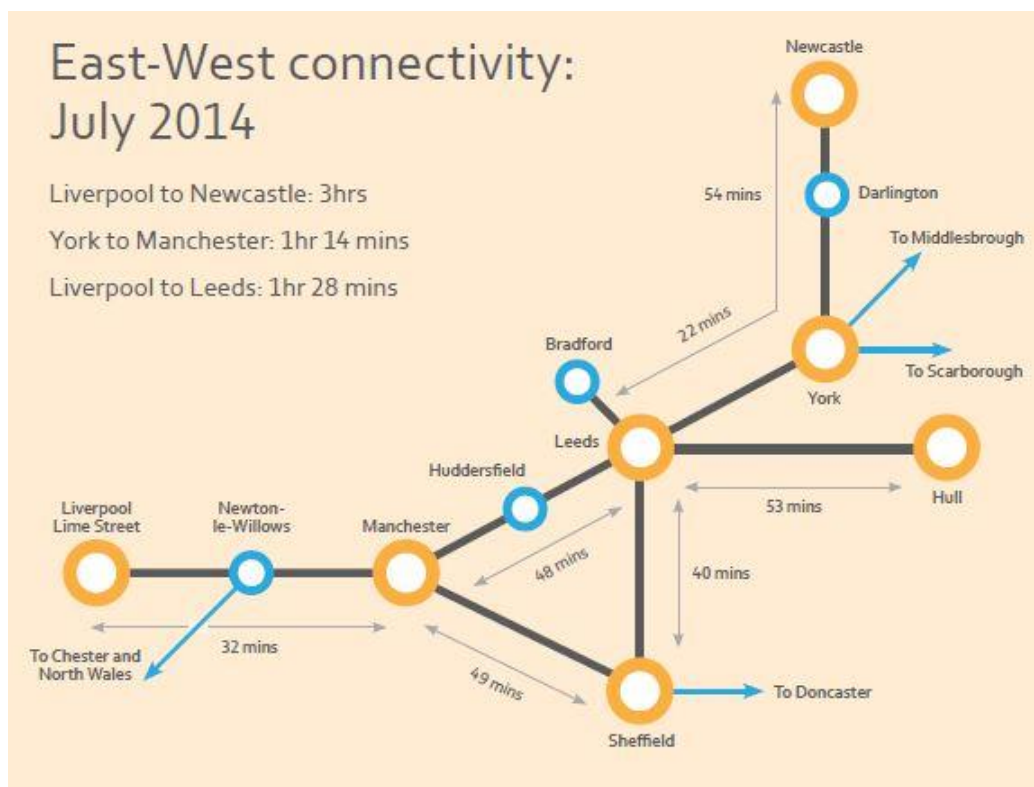 East-West connectivity:
July 2014
Liverpool to Newcastle: 3hrs
York to Manchester: 1hr 14 mins
Liverpool to Leeds: 1hr 28 mins
Newcastle
54 mins
Darlington
To Middlesbrough
22 mins
Bradford
To Scarborough
York
Leeds
Huddersfield
Hull
53 mins
Liverpool
Lime Street
Newton-
le-Willows
Manchester
48 mins
40 mins
32 mins
To Chester and
North Wales
49 mins
To Doncaster
Sheffield